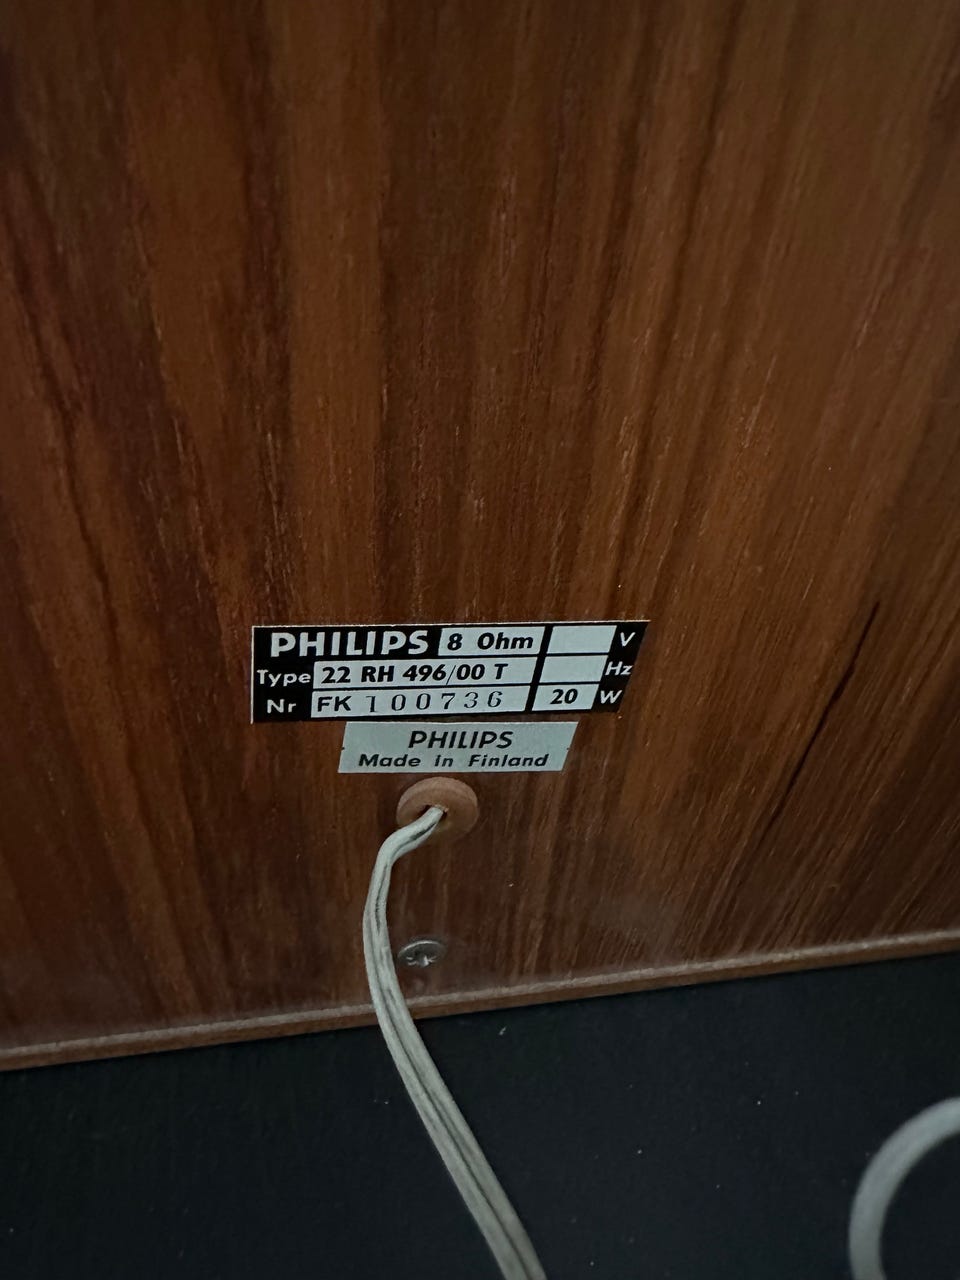 PHILIPS 8 Ohm V
Type 22 RH 496/00 T Hz
Nr FK 100736 20 W
PHILIPS
Made in Finland